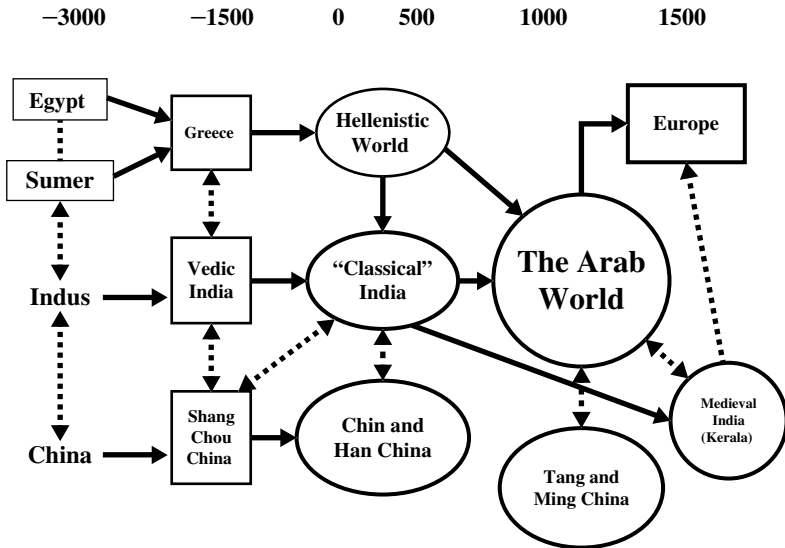 −3000 −1500 0 500 1000 1500
Egypt
Greece
Hellenistic
World
Europe
Sumer
Vedic
India
“Classical”
India
The Arab
World
Indus
Shang
Chou
China
Chin and
Han China
Medieval
India
(Kerala)
China
Tang and
Ming China